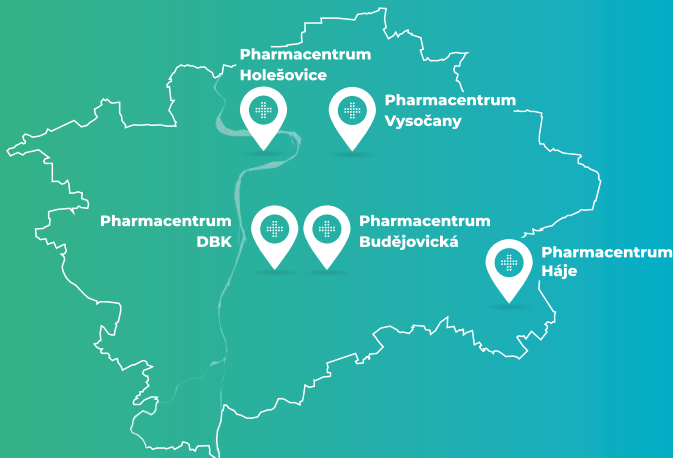 Pharmacentrum
Holešovice
Pharmacentrum
Vysočany
Pharmacentrum
DBK
Pharmacentrum
Budějovická
Pharmacentrum
Háje